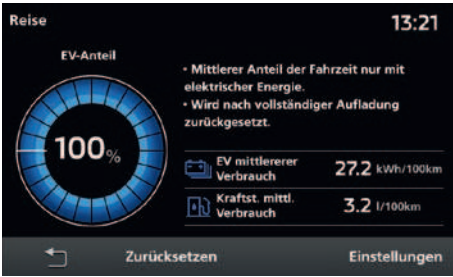 Reise 13:21
EV-Anteil
• Mittlerer Anteil der Fahrzeit nur mit
elektrischer Energie.
• Wird nach vollständiger Aufladung
zurückgesetzt.
100%
EV mittlererer
Verbrauch
27.2 kWh/100km
Kraftst. mittl.
Verbrauch
3.2 l/100km
Zurücksetzen Einstellungen